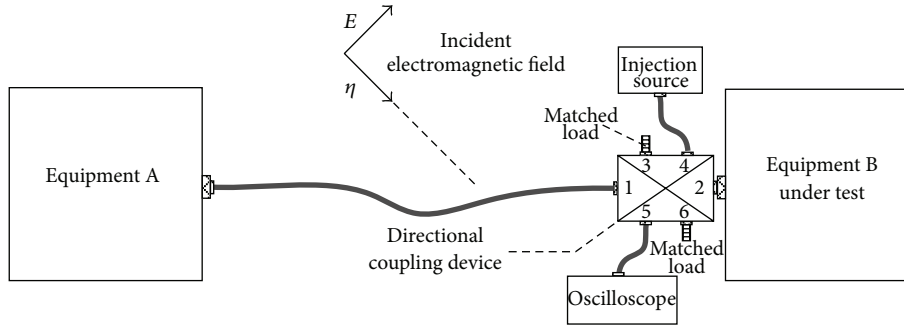 E
Incident
electromagnetic field
η
Injection
source
Matched
load
Equipment A
3
4
1
2
5
6
Equipment B
under test
Directional
coupling device
Matched
load
Oscilloscope